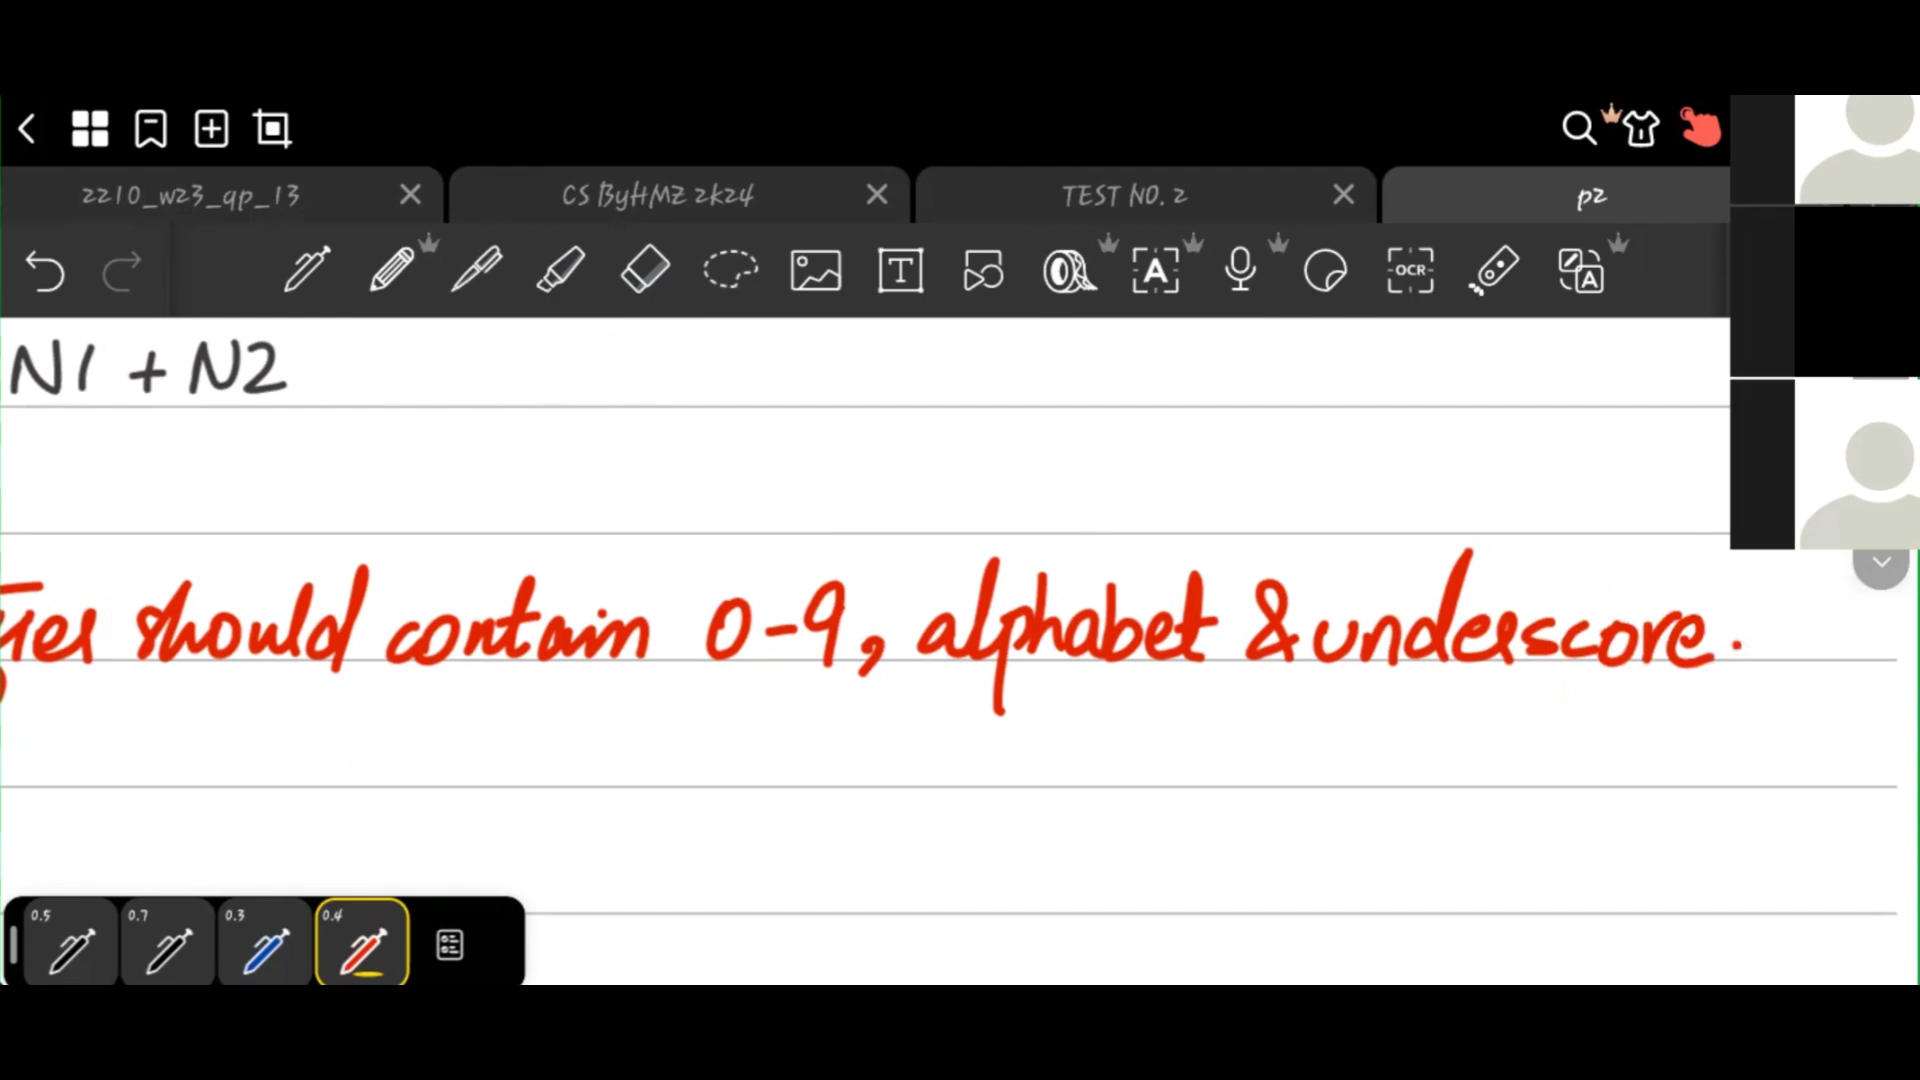 2210_w23_qp_13
CS ByHMZ 2k24
TEST NO. 2
p2
OCR
N1 + N2
should contain 0-9, alphabet & underscore.
0.5
0.7
0.3
0.4